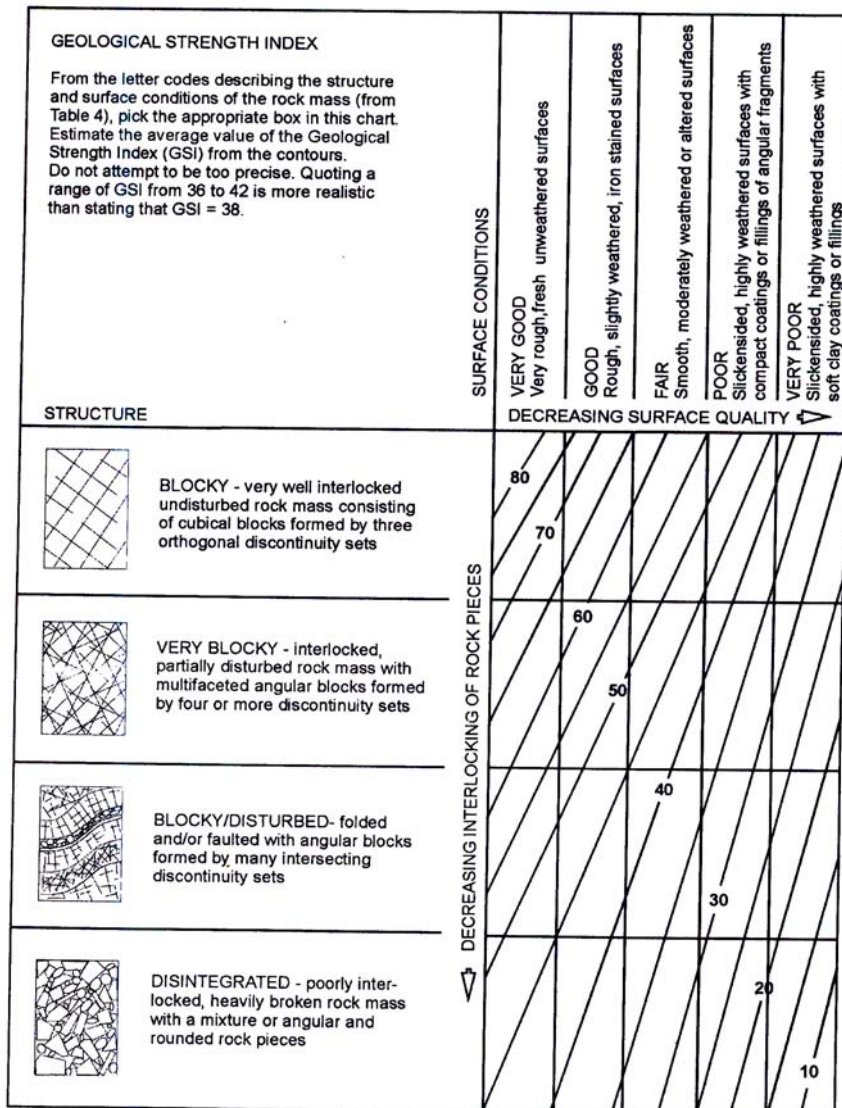 GEOLOGICAL STRENGTH INDEX
From the letter codes describing the structure
and surface conditions of the rock mass (from
Table 4), pick the appropriate box in this chart.
Estimate the average value of the Geological
Strength Index (GSI) from the contours.
Do not attempt to be too precise. Quoting a
range of GSI from 36 to 42 is more realistic
than stating that GSI = 38.
STRUCTURE
SURFACE CONDITIONS
VERY GOOD
Very rough,fresh unweathered surfaces
GOOD
Rough, slightly weathered, iron stained surfaces
FAIR
Smooth, moderately weathered or altered surfaces
POOR
Slickensided, highly weathered surfaces with
compact coatings or fillings of angular fragments
VERY POOR
Slickensided, highly weathered surfaces with
soft clay coatings or fillings
DECREASING SURFACE QUALITY
BLOCKY - very well interlocked
undisturbed rock mass consisting
of cubical blocks formed by three
orthogonal discontinuity sets
VERY BLOCKY - interlocked,
partially disturbed rock mass with
multifaceted angular blocks formed
by four or more discontinuity sets
BLOCKY/DISTURBED- folded
and/or faulted with angular blocks
formed by many intersecting
discontinuity sets
DISINTEGRATED - poorly inter-
locked, heavily broken rock mass
with a mixture or angular and
rounded rock pieces
DECREASING INTERLOCKING OF ROCK PIECES
80
70
60
50
40
30
20
10